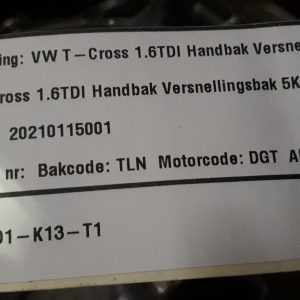 ing: VW T-Cross 1.6TDI Handbak Versne
ross 1.6TDI Handbak Versnellingsbak 5K
20210115001
nr: Bakcode: TLN Motorcode: DGT A
01-K13-T1